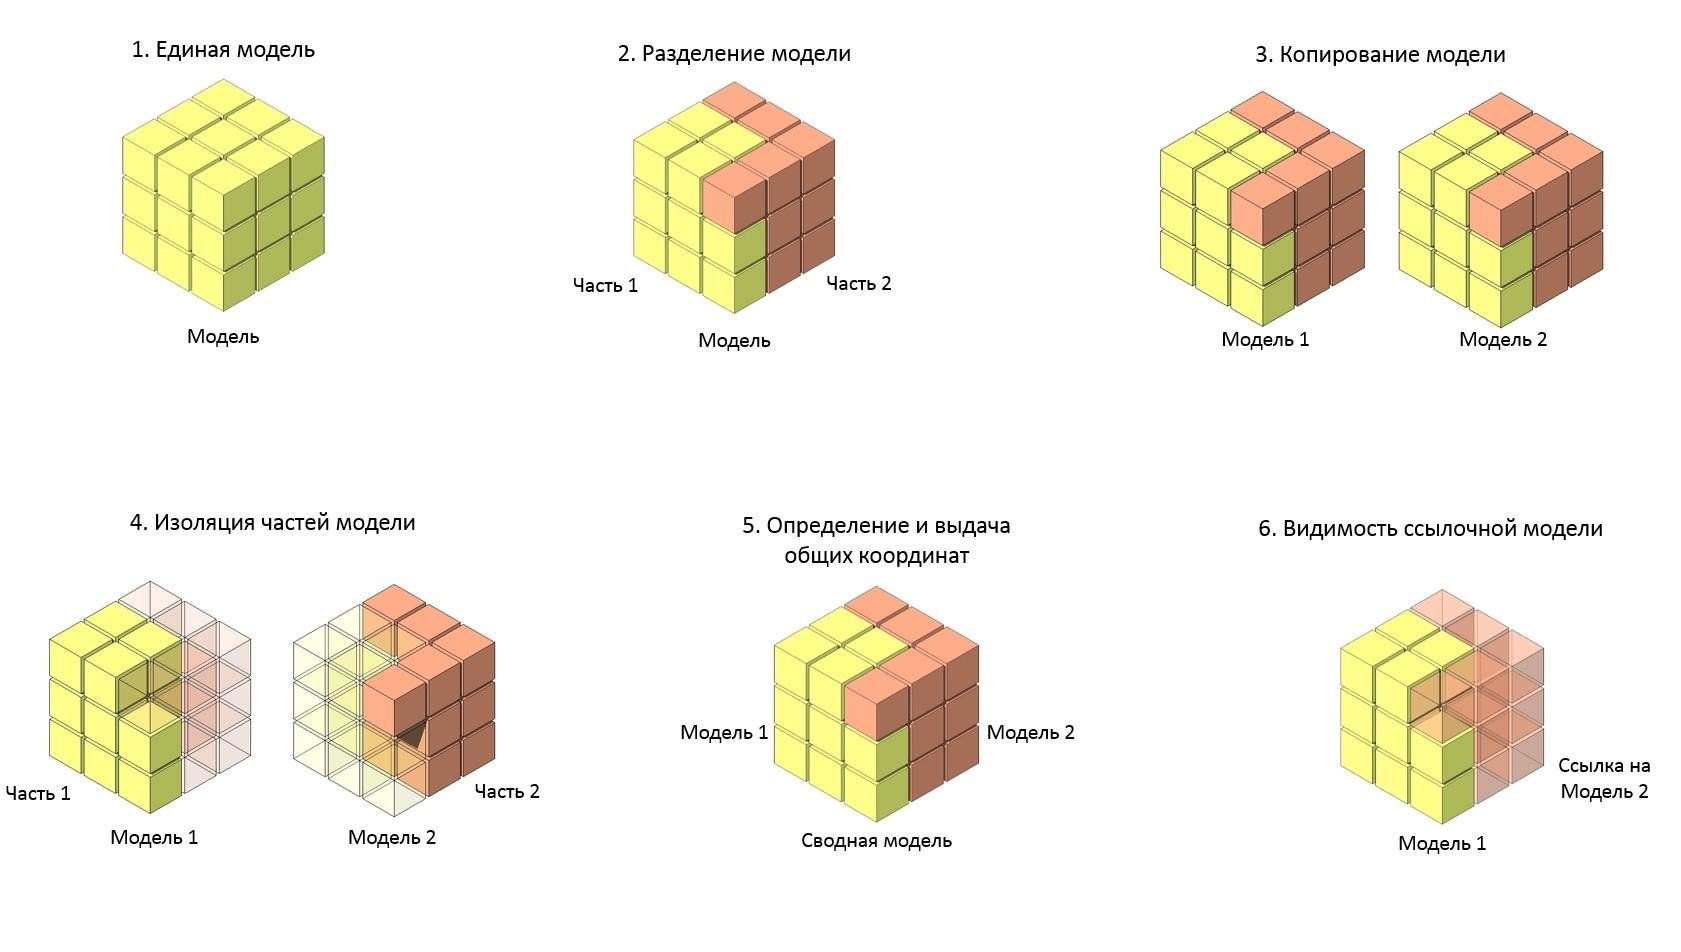 1. Единая модель
Модель
2. Разделение модели
Часть 1
Часть 2
Модель
3. Копирование модели
Модель 1
Модель 2
4. Изоляция частей модели
Часть 1
Модель 1
Часть 2
Модель 2
5. Определение и выдача
общих координат
Модель 1
Модель 2
Сводная модель
6. Видимость ссылочной модели
Ссылка на
Модель 2
Модель 1